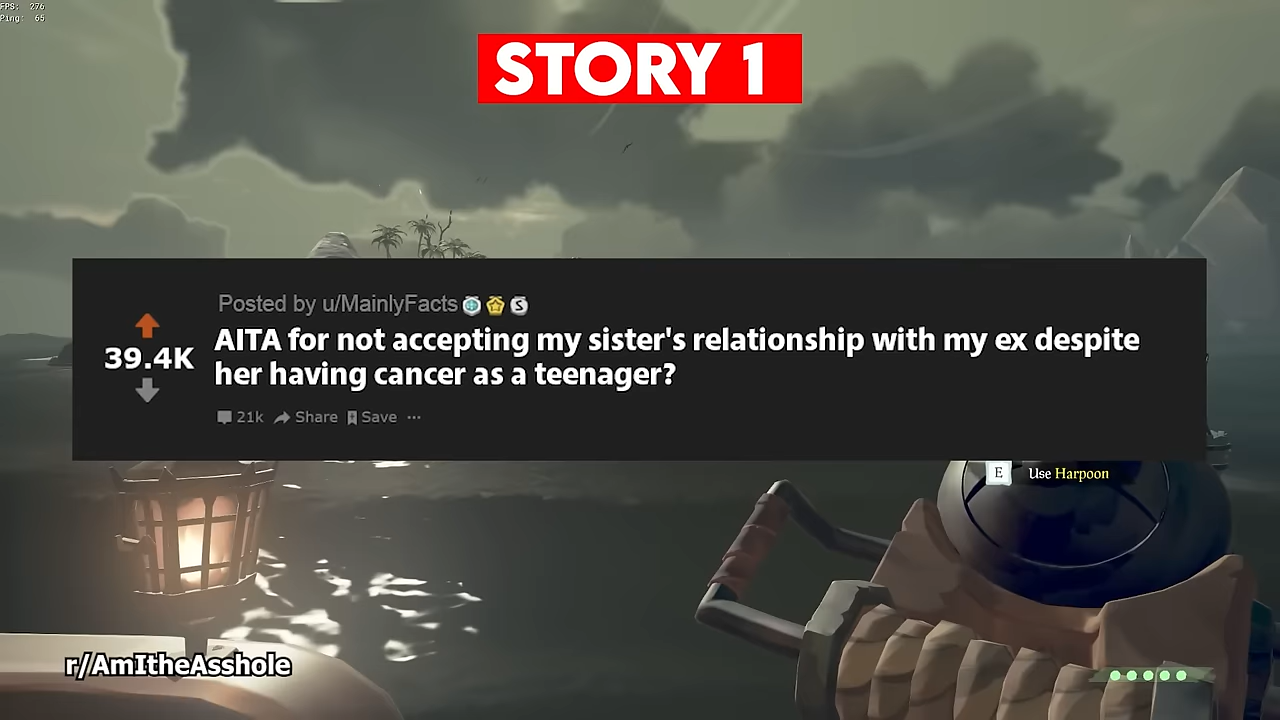 FPS: 276
Ping: 65
STORY 1
Posted by u/MainlyFacts
AITA for not accepting my sister's relationship with my ex despite
her having cancer as a teenager?
39.4K
21k Share Save ...
E Use Harpoon
r/AmItheAsshole